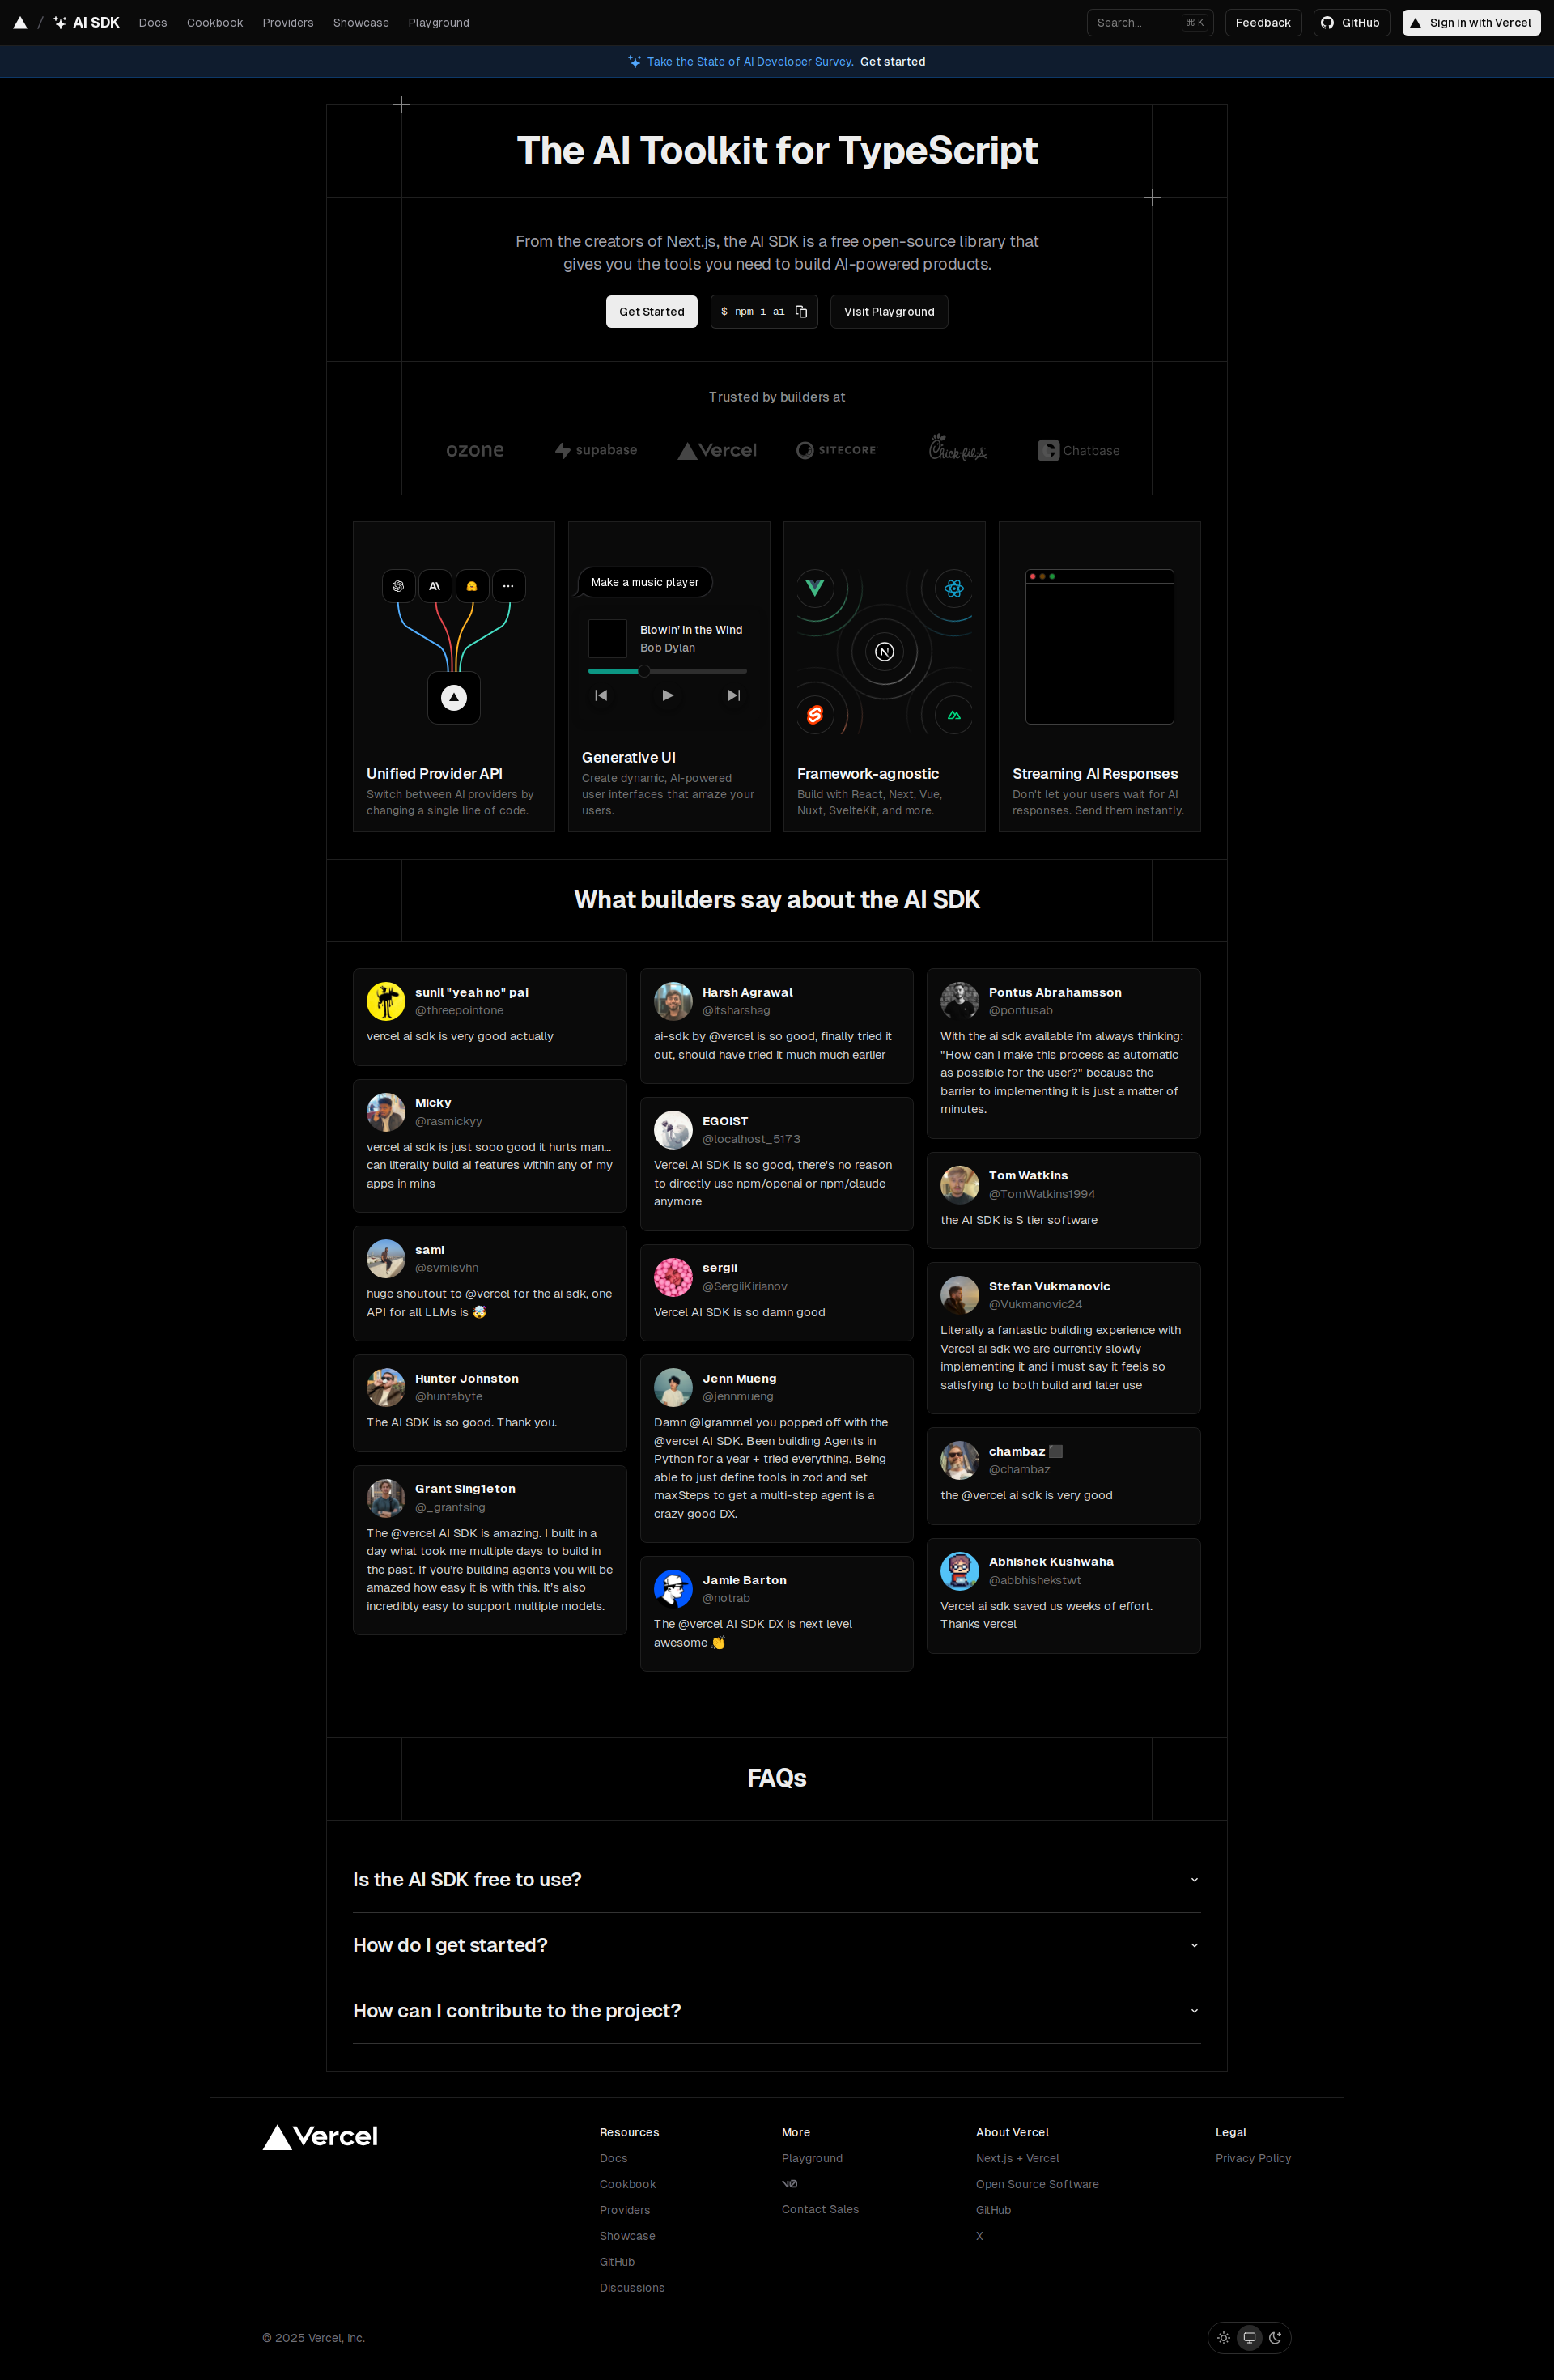 / AI SDK Docs Cookbook Providers Showcase Playground Search... ⌘ K Feedback GitHub Sign in with Vercel
Take the State of AI Developer Survey. Get started
The AI Toolkit for TypeScript
From the creators of Next.js, the AI SDK is a free open-source library that
gives you the tools you need to build AI-powered products.
Get Started $ npm i ai Visit Playground
Trusted by builders at
ozone supabase Vercel SITECORE Chick-fil-A Chatbase
Make a music player
Blowin' in the Wind
Bob Dylan
Unified Provider API
Switch between AI providers by
changing a single line of code.
Generative UI
Create dynamic, AI-powered
user interfaces that amaze your
users.
Framework-agnostic
Build with React, Next, Vue,
Nuxt, SvelteKit, and more.
Streaming AI Responses
Don't let your users wait for AI
responses. Send them instantly.
What builders say about the AI SDK
sunil "yeah no" pai
@threepointone
vercel ai sdk is very good actually
Micky
@rasmickyy
vercel ai sdk is just sooo good it hurts man...
can literally build ai features within any of my
apps in mins
sami
@svmisvhn
huge shoutout to @vercel for the ai sdk, one
API for all LLMs is 🤯
Hunter Johnston
@huntabyte
The AI SDK is so good. Thank you.
Grant Sing1eton
@_grantsing
The @vercel AI SDK is amazing. I built in a
day what took me multiple days to build in
the past. If you're building agents you will be
amazed how easy it is with this. It's also
incredibly easy to support multiple models.
Harsh Agrawal
@itsharshag
ai-sdk by @vercel is so good, finally tried it
out, should have tried it much much earlier
EGOIST
@localhost_5173
Vercel AI SDK is so good, there's no reason
to directly use npm/openai or npm/claude
anymore
sergii
@SergiiKirianov
Vercel AI SDK is so damn good
Jenn Mueng
@jennmueng
Damn @lgrammel you popped off with the
@vercel AI SDK. Been building Agents in
Python for a year + tried everything. Being
able to just define tools in zod and set
maxSteps to get a multi-step agent is a
crazy good DX.
Jamie Barton
@notrab
The @vercel AI SDK DX is next level
awesome 👏
Pontus Abrahamsson
@pontusab
With the ai sdk available i'm always thinking:
"How can I make this process as automatic
as possible for the user?" because the
barrier to implementing it is just a matter of
minutes.
Tom Watkins
@TomWatkins1994
the AI SDK is S tier software
Stefan Vukmanovic
@Vukmanovic24
Literally a fantastic building experience with
Vercel ai sdk we are currently slowly
implementing it and i must say it feels so
satisfying to both build and later use
chambaz ⬛
@chambaz
the @vercel ai sdk is very good
Abhishek Kushwaha
@abbhishekstwt
Vercel ai sdk saved us weeks of effort.
Thanks vercel
FAQs
Is the AI SDK free to use?
How do I get started?
How can I contribute to the project?
Vercel
Resources
Docs
Cookbook
Providers
Showcase
GitHub
Discussions
More
Playground
v0
Contact Sales
About Vercel
Next.js + Vercel
Open Source Software
GitHub
X
Legal
Privacy Policy
© 2025 Vercel, Inc.